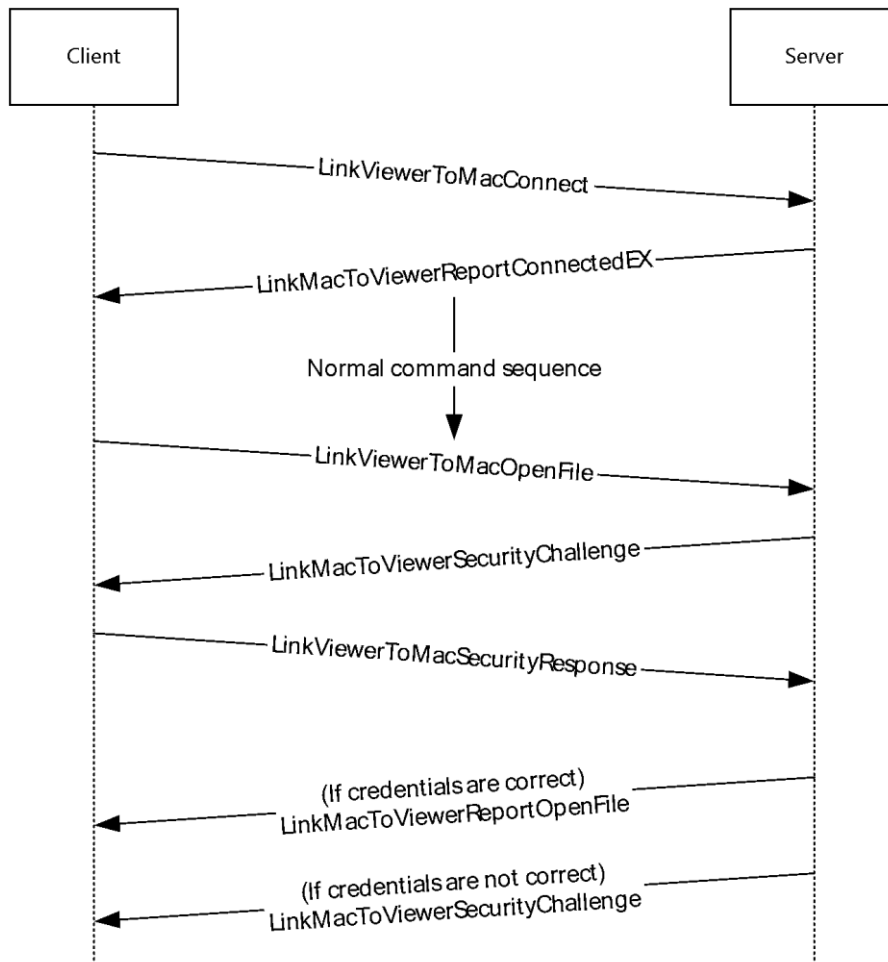 Client
Server
LinkViewerToMacConnect
LinkMacToViewerReportConnectedEX
Normal command sequence
LinkViewerToMacOpenFile
LinkMacToViewerSecurityChallenge
LinkViewerToMacSecurityResponse
(If credentials are correct)
LinkMacToViewerReportOpenFile
(If credentials are not correct)
LinkMacToViewerSecurityChallenge